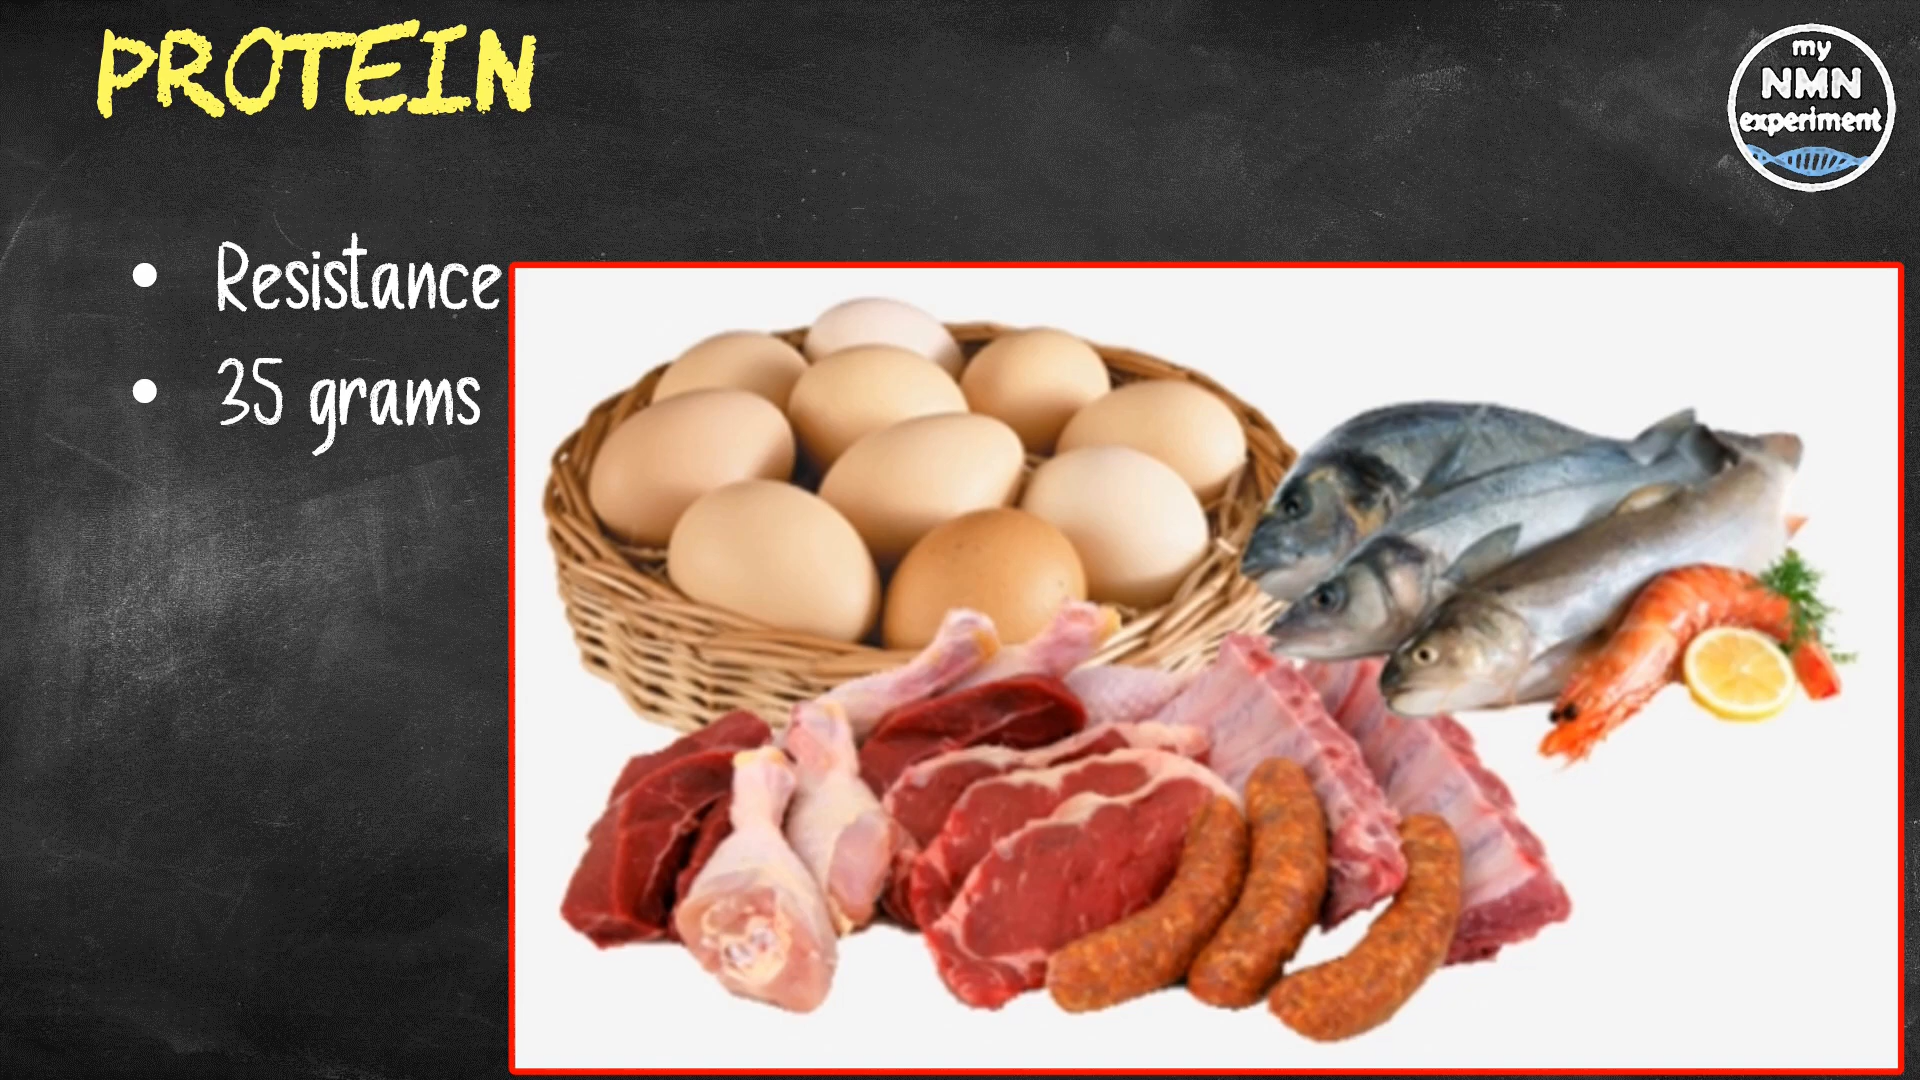 PROTEIN
my
NMN
experiment
• Resistance
• 35 grams